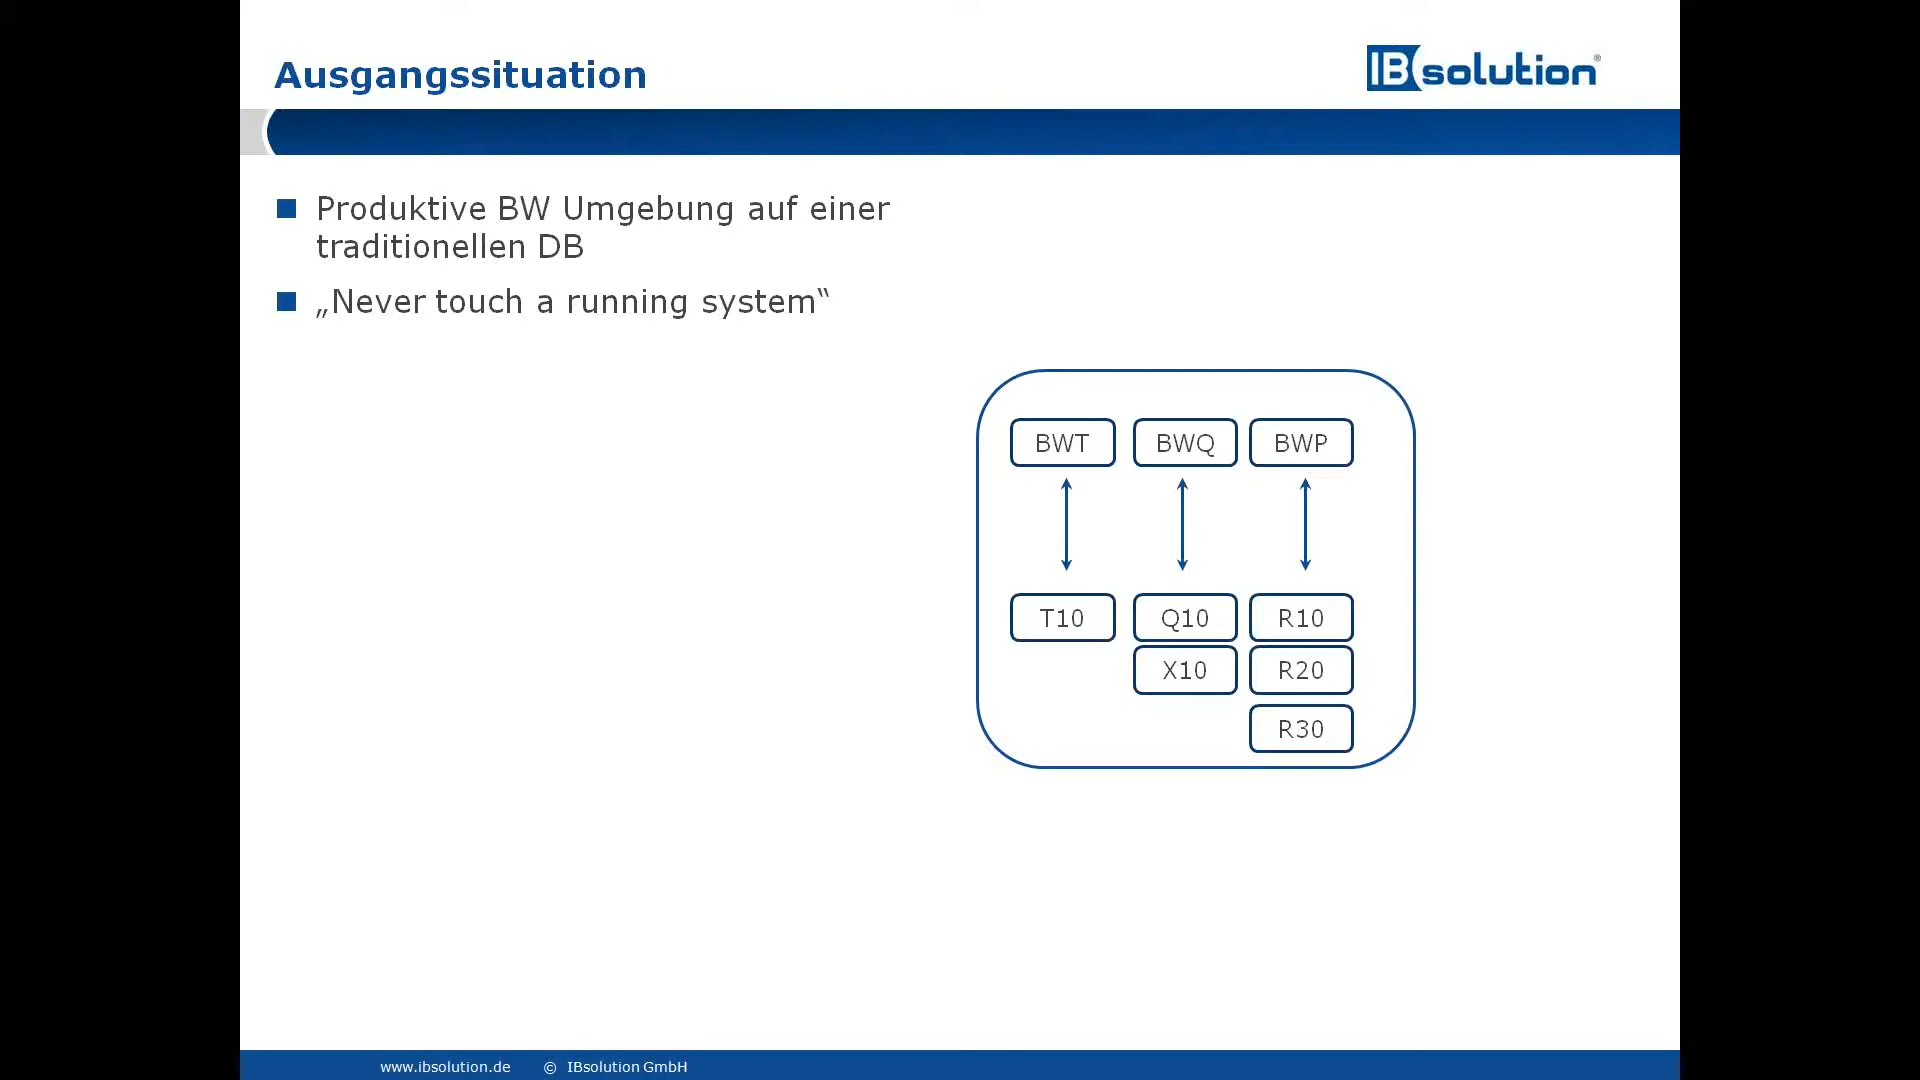 Ausgangssituation
IBsolution®
Produktive BW Umgebung auf einer
traditionellen DB
„Never touch a running system“
BWT BWQ BWP
T10 Q10 R10
X10 R20
R30
www.ibsolution.de © IBsolution GmbH